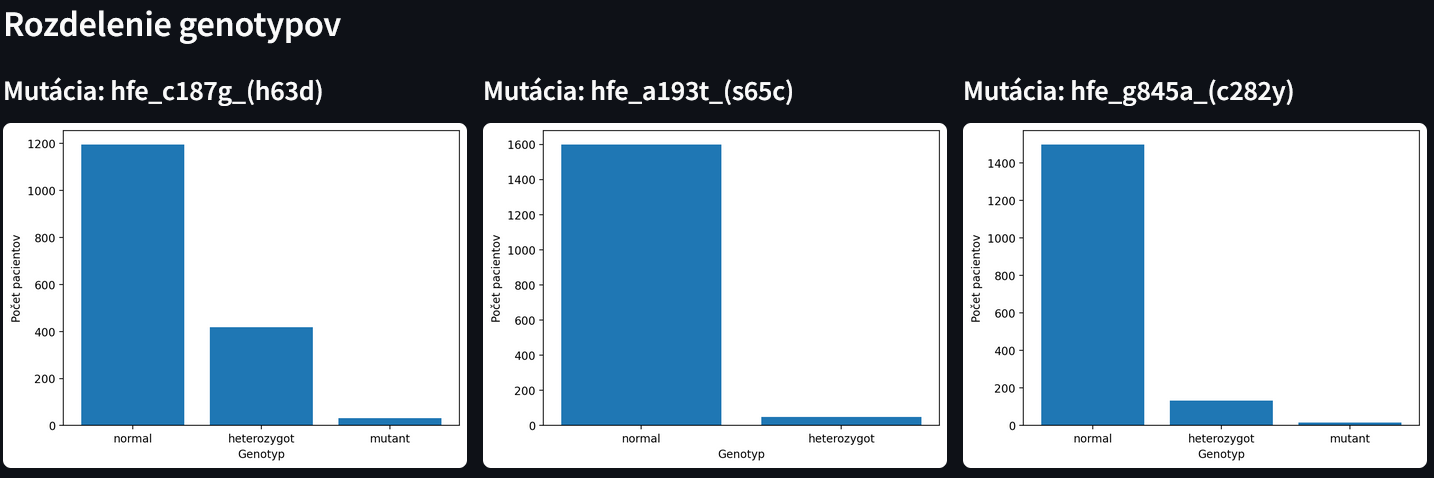 Rozdelenie genotypov
Mutácia: hfe_c187g_(h63d)
1200
1000
800
600
400
200
0
Počet pacientov
normal
heterozygot
mutant
Genotyp
Mutácia: hfe_a193t_(s65c)
1600
1400
1200
1000
800
600
400
200
0
Počet pacientov
normal
heterozygot
Genotyp
Mutácia: hfe_g845a_(c282y)
1400
1200
1000
800
600
400
200
0
Počet pacientov
normal
heterozygot
mutant
Genotyp